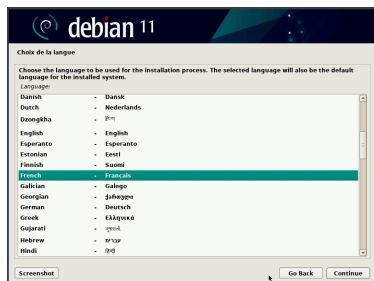 debian 11
Choix de la langue
Choose the language to be used for the installation process. The selected language will also be the default
language for the installed system.
Language:
Danish - Dansk
Dutch - Nederlands
Dzongkha -
English - English
Esperanto - Esperanto
Estonian - Eesti
Finnish - Suomi
French - Français
Galician - Galego
Georgian - ქართული
German - Deutsch
Greek - Ελληνικά
Gujarati - ગુજરાતી
Hebrew - עברית
Hindi - हिन्दी
Screenshot
Go Back
Continue